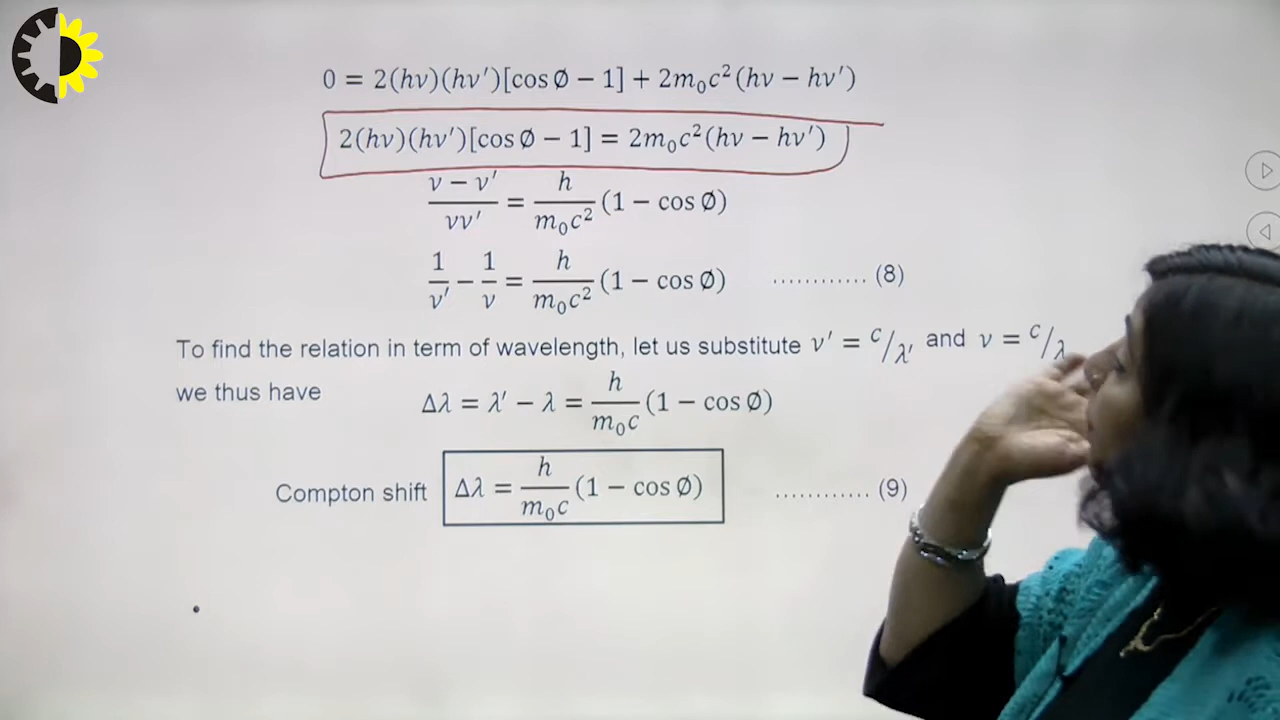 0 = 2(hν)(hν′)[cos Ø − 1] + 2m₀c²(hν − hν′)
2(hν)(hν′)[cos Ø − 1] = 2m₀c²(hν − hν′)
(ν − ν′)/(νν′) = h/(m₀c²) (1 − cos Ø)
1/ν′ − 1/ν = h/(m₀c²) (1 − cos Ø) ............ (8)
To find the relation in term of wavelength, let us substitute ν′ = c/λ′ and ν = c/λ
we thus have Δλ = λ′ − λ = h/(m₀c) (1 − cos Ø)
Compton shift Δλ = h/(m₀c) (1 − cos Ø) ............ (9)